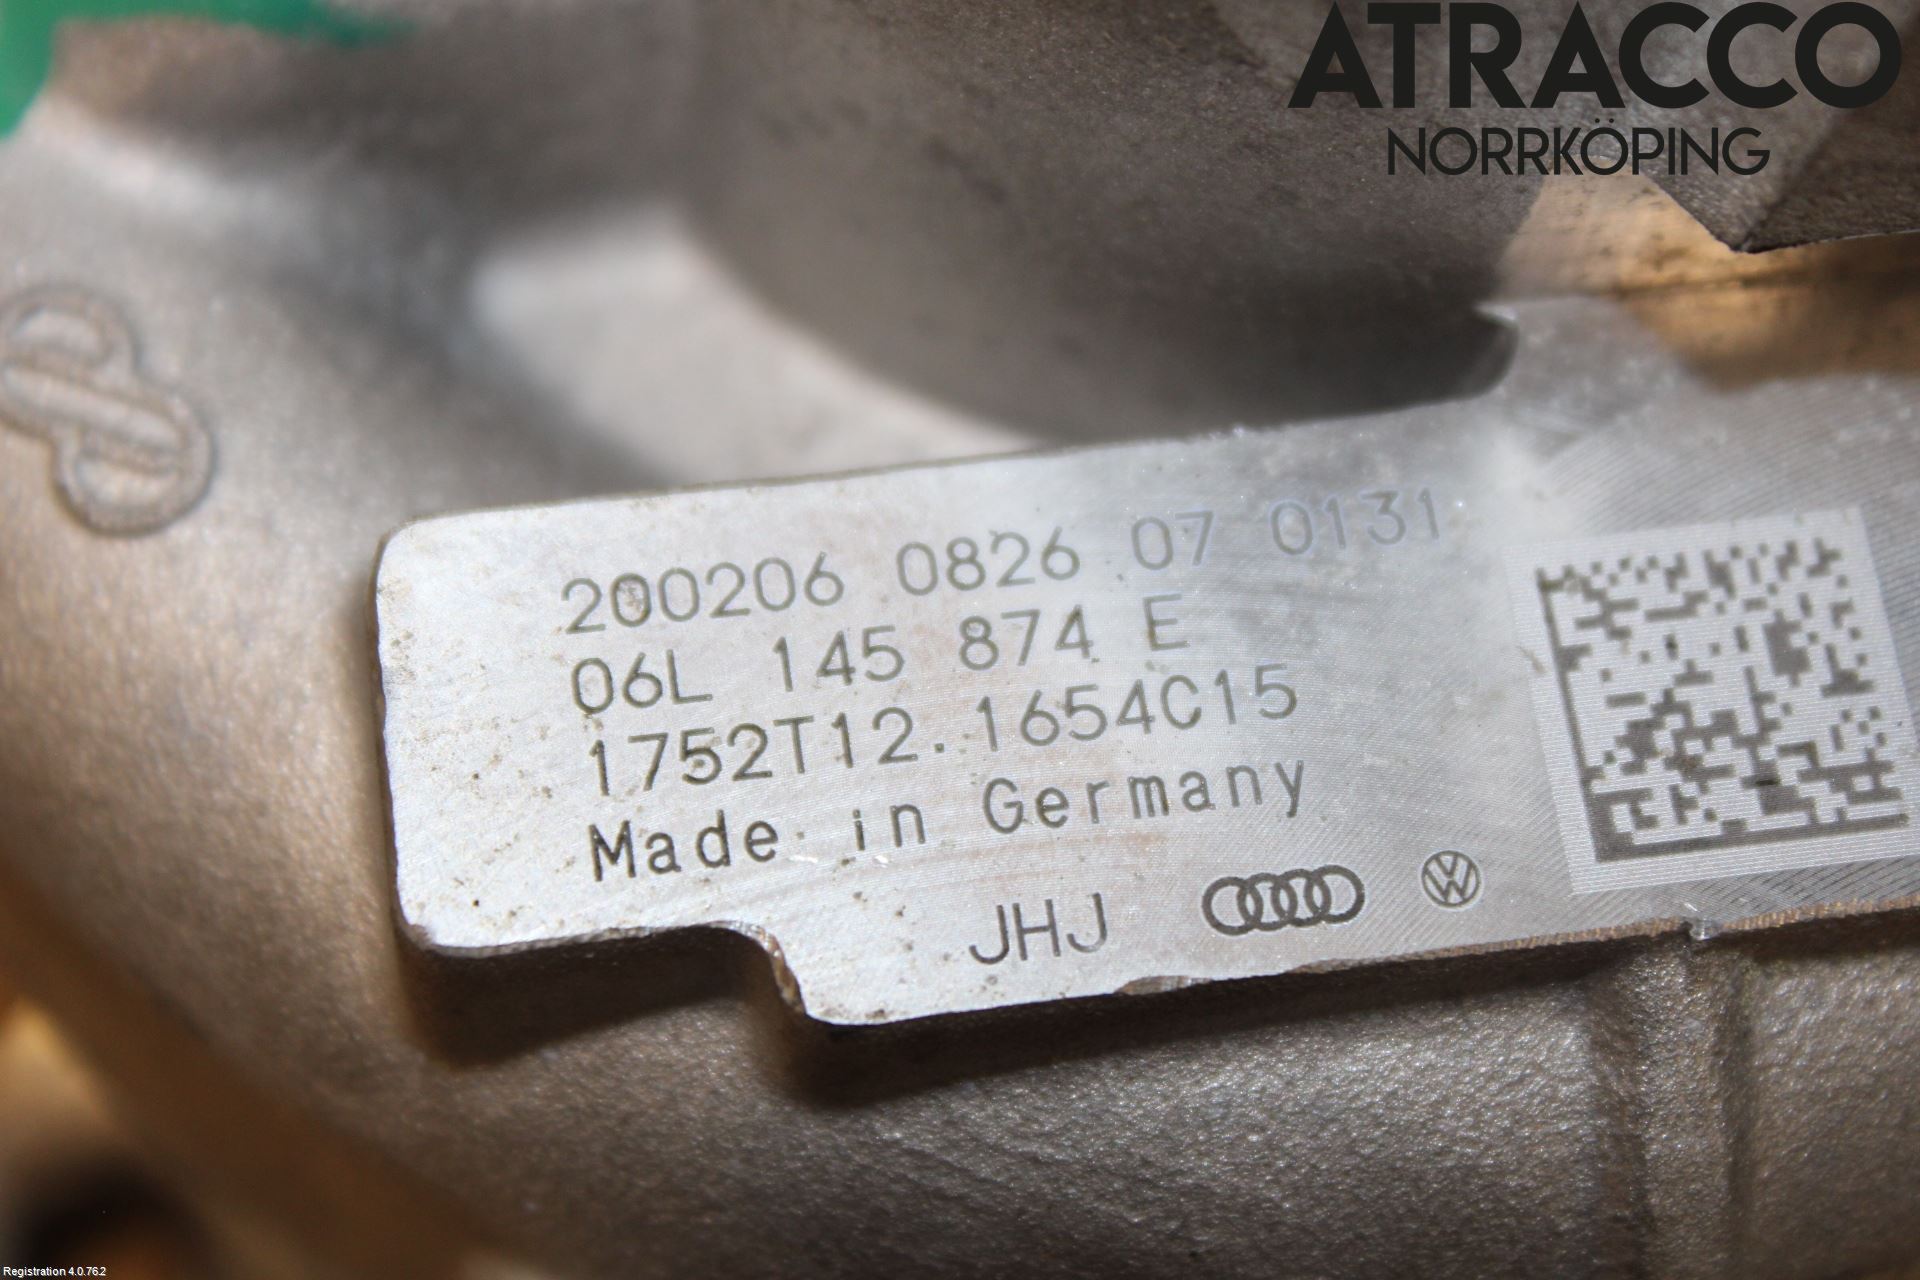 ATRACCO
NORRKÖPING
200206 0826 07 0131
06L 145 874 E
1752T12.1654C15
Made in Germany
JHJ
VW
Registration 4.0.76.2